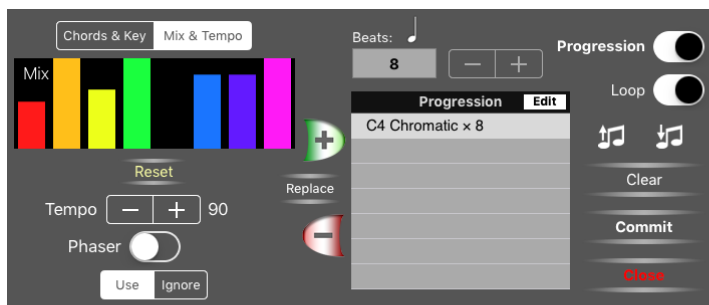 Chords & Key
Mix & Tempo
Mix
Reset
Tempo − + 90
Phaser
Use
Ignore
+
Replace
−
Beats:
8
− +
Progression
Edit
C4 Chromatic × 8
Progression
Loop
Clear
Commit
Close